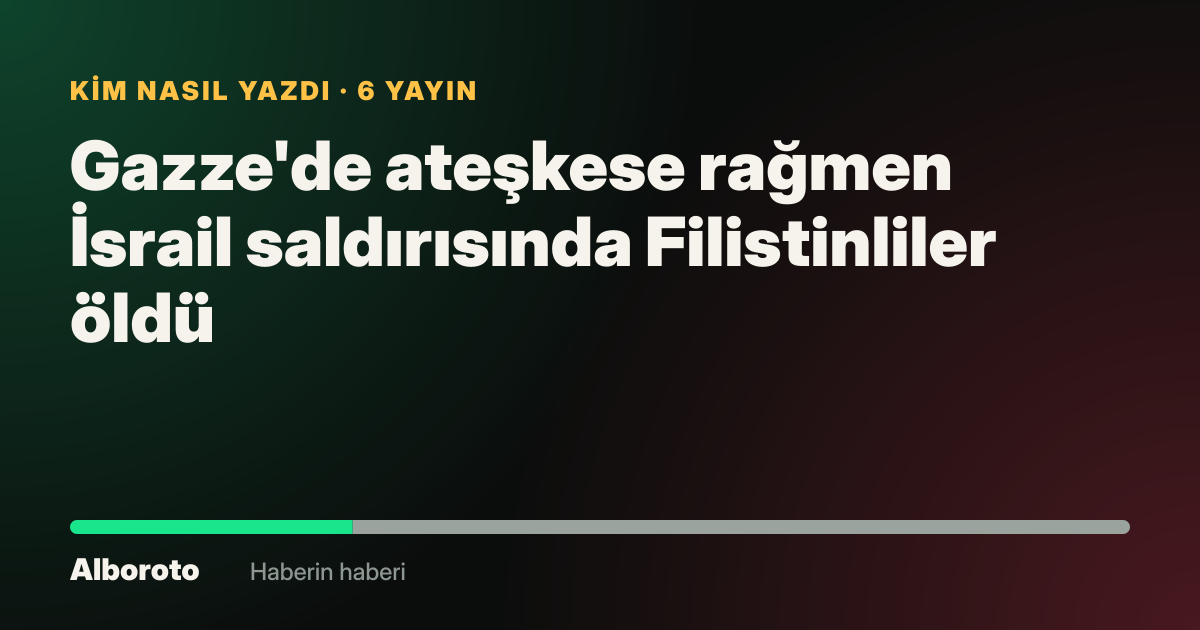 KİM NASIL YAZDI · 6 YAYIN
Gazze'de ateşkese rağmen
İsrail saldırısında Filistinliler
öldü
Alboroto
Haberin haberi